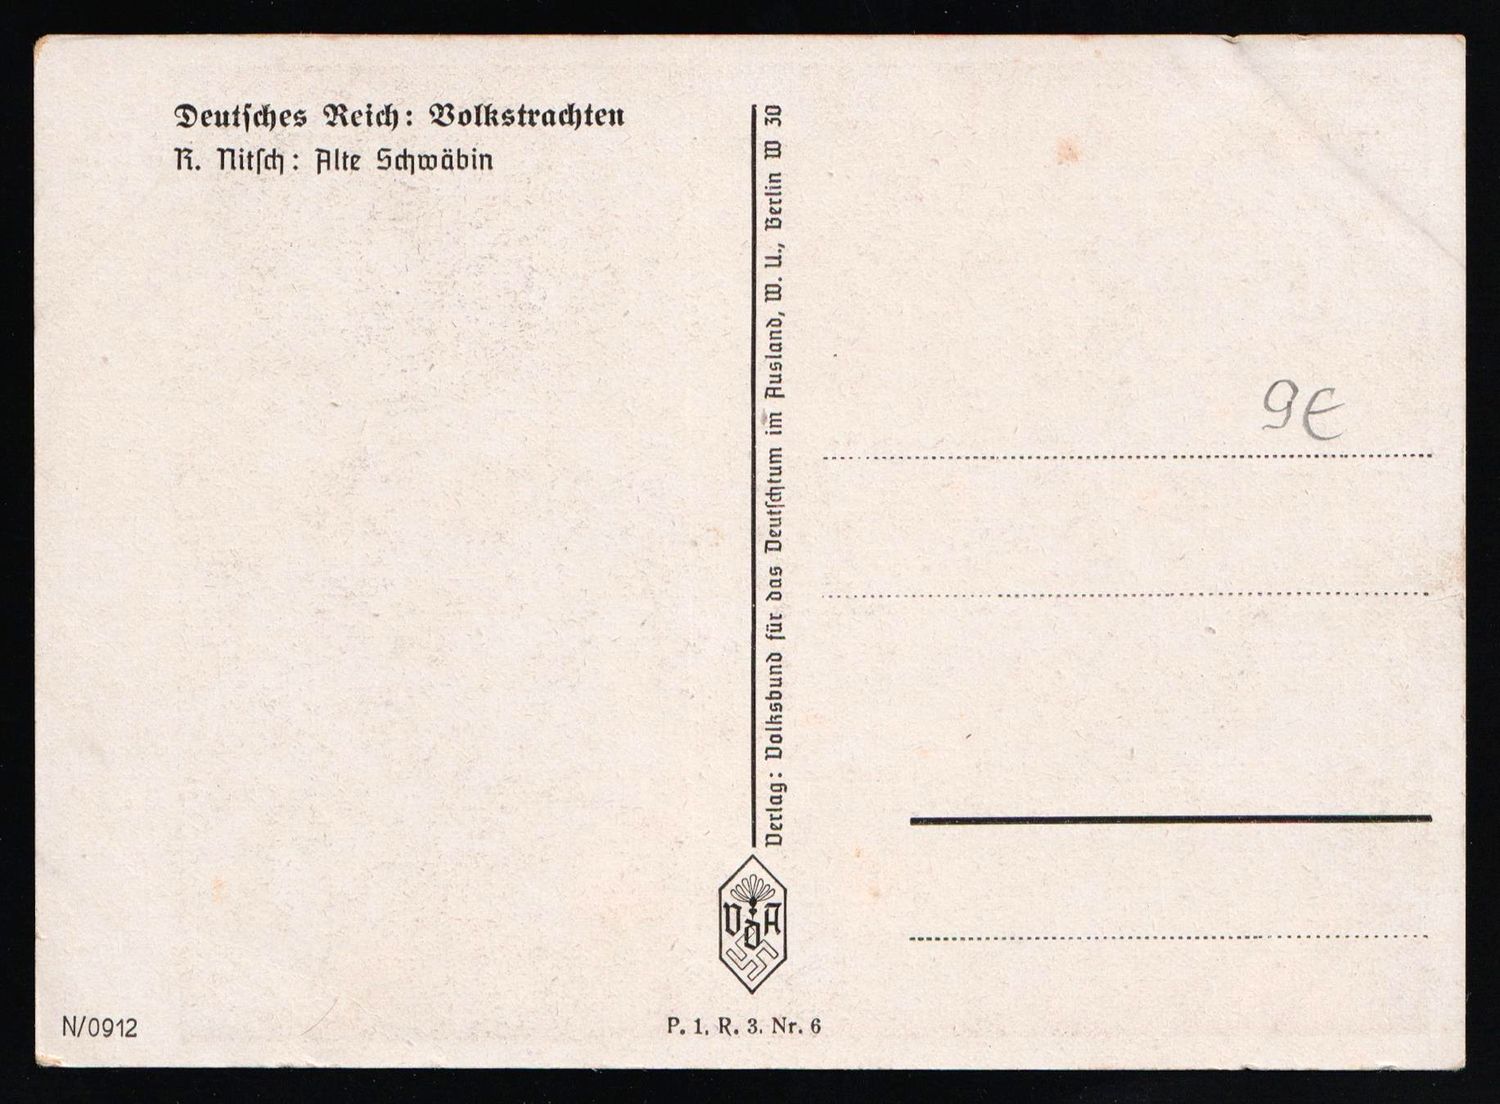 Deutſches Reich: Volkstrachten
R. Nitſch: Alte Schwäbin
Verlag: Volksbund für das Deutſchtum im Ausland, W. U., Berlin W 30
9€
VdA
N/0912
P. 1. R. 3. Nr. 6